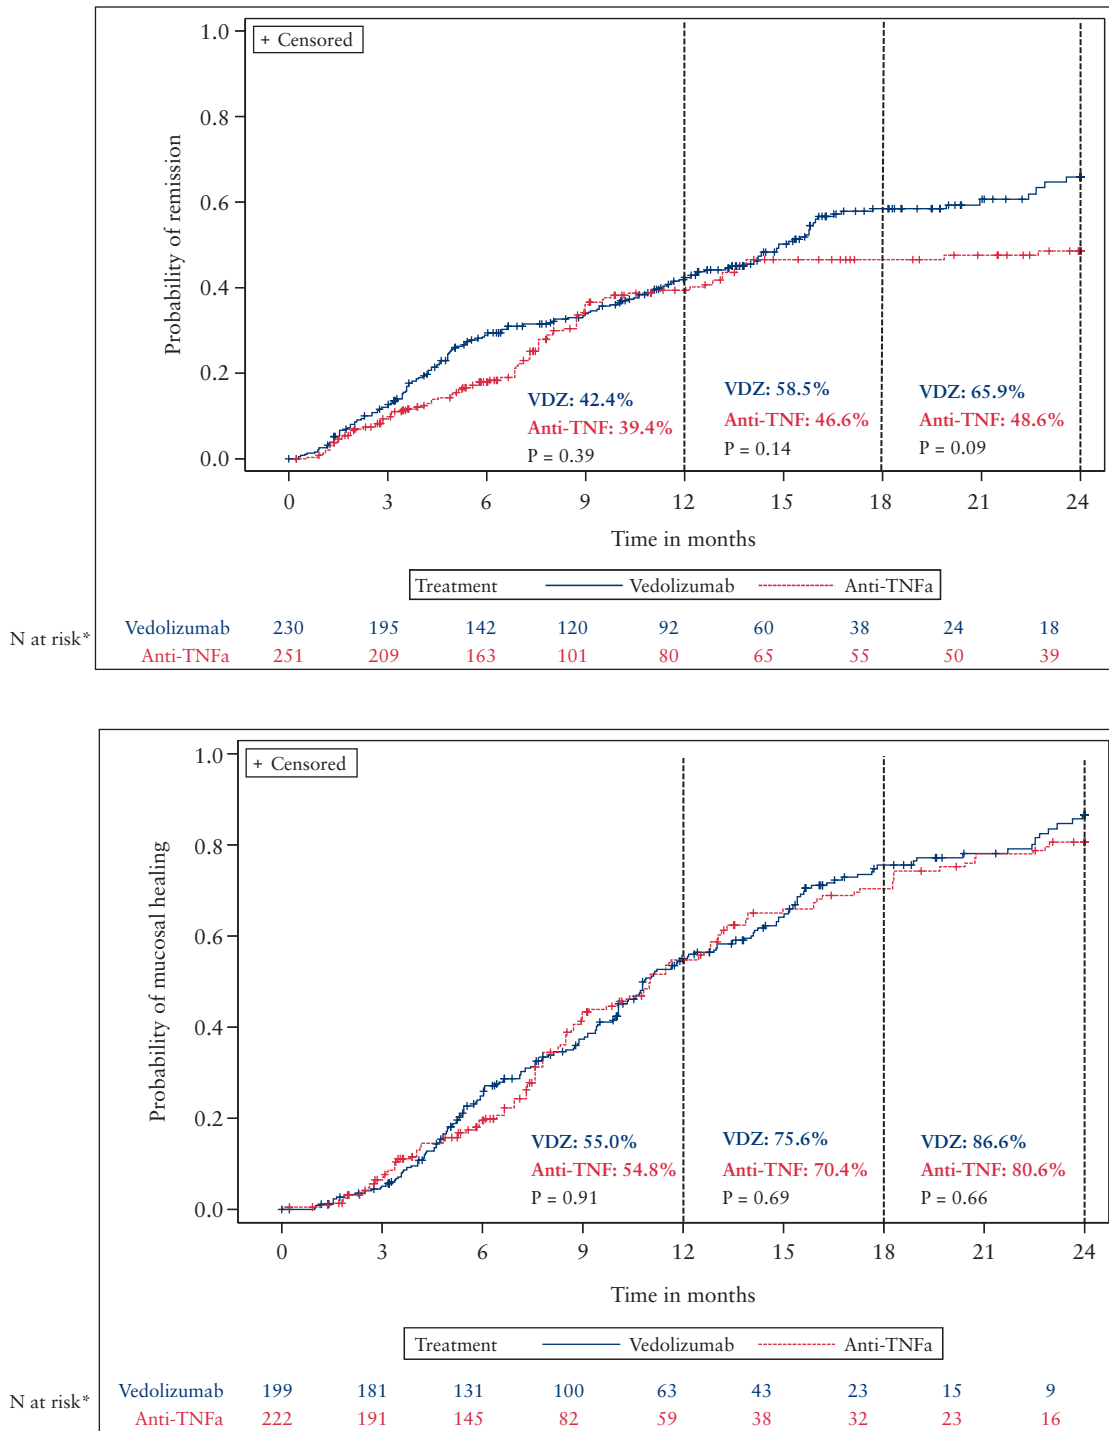 + Censored
1.0
0.8
0.6
0.4
0.2
0.0
Probability of remission
VDZ: 42.4%
Anti-TNF: 39.4%
P = 0.39
VDZ: 58.5%
Anti-TNF: 46.6%
P = 0.14
VDZ: 65.9%
Anti-TNF: 48.6%
P = 0.09
0 3 6 9 12 15 18 21 24
Time in months
Treatment Vedolizumab Anti-TNFa
N at risk*
Vedolizumab 230 195 142 120 92 60 38 24 18
Anti-TNFa 251 209 163 101 80 65 55 50 39
+ Censored
1.0
0.8
0.6
0.4
0.2
0.0
Probability of mucosal healing
VDZ: 55.0%
Anti-TNF: 54.8%
P = 0.91
VDZ: 75.6%
Anti-TNF: 70.4%
P = 0.69
VDZ: 86.6%
Anti-TNF: 80.6%
P = 0.66
0 3 6 9 12 15 18 21 24
Time in months
Treatment Vedolizumab Anti-TNFa
N at risk*
Vedolizumab 199 181 131 100 63 43 23 15 9
Anti-TNFa 222 191 145 82 59 38 32 23 16